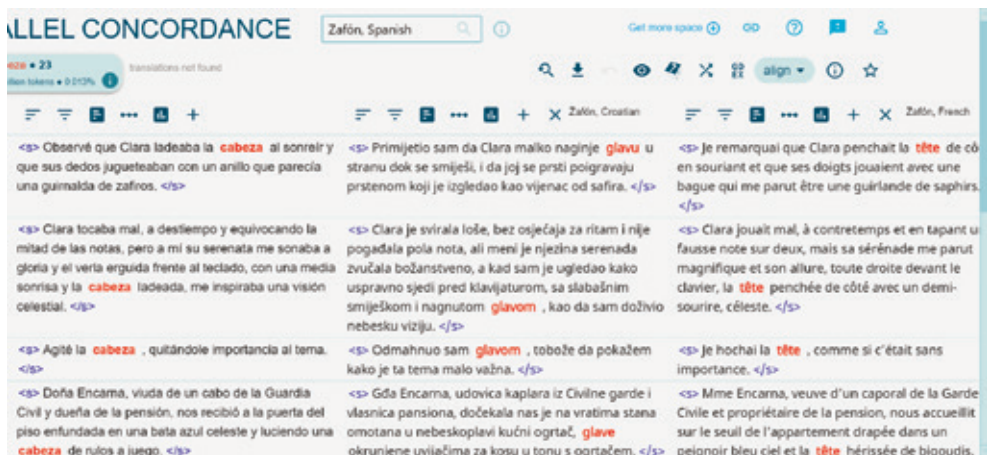 LLEL CONCORDANCE
Zafón, Spanish
Get more space
eza • 23
translations not found
illion tokens • 0.013%
align
Zafón, Croatian
Zafón, French
<s> Observé que Clara ladeaba la cabeza al sonreír y
que sus dedos jugueteaban con un anillo que parecía
una guirnalda de zafiros. </s>
<s> Primijetio sam da Clara malko naginje glavu u
stranu dok se smiješi, i da joj se prsti poigravaju
prstenom koji je izgledao kao vijenac od safira. </s>
<s> Je remarquai que Clara penchait la tête de cô
en souriant et que ses doigts jouaient avec une
bague qui me parut être une guirlande de saphirs.
</s>
<s> Clara tocaba mal, a destiempo y equivocando la
mitad de las notas, pero a mí su serenata me sonaba a
gloria y el verla erguida frente al teclado, con una media
sonrisa y la cabeza ladeada, me inspiraba una visión
celestial. </s>
<s> Clara je svirala loše, bez osjećaja za ritam i nije
pogađala pola nota, ali meni je njezina serenada
zvučala božanstveno, a kad sam je ugledao kako
uspravno sjedi pred klavijaturom, sa slabašnim
smiješkom i nagnutom glavom , kao da sam doživio
nebesku viziju. </s>
<s> Clara jouait mal, à contretemps et en tapant u
fausse note sur deux, mais sa sérénade me parut
magnifique et son allure, toute droite devant le
clavier, la tête penchée de côté avec un demi-
sourire, céleste. </s>
<s> Agité la cabeza , quitándole importancia al tema.
</s>
<s> Odmahnuo sam glavom , tobože da pokažem
kako je ta tema malo važna. </s>
<s> Je hochai la tête , comme si c'était sans
importance. </s>
<s> Doña Encarna, viuda de un cabo de la Guardia
Civil y dueña de la pensión, nos recibió a la puerta del
piso enfundada en una bata azul celeste y luciendo una
cabeza de rulos a juego. </s>
<s> Gđa Encarna, udovica kaplara iz Civilne garde i
vlasnica pansiona, dočekala nas je na vratima stana
omotana u nebeskoplavi kućni ogrtač, glave
okrunjene uvijačima za kosu u tonu s ogrtačem. </s>
<s> Mme Encarna, veuve d'un caporal de la Garde
Civile et propriétaire de la pension, nous accueillit
sur le seuil de l'appartement drapée dans un
peignoir bleu ciel et la tête hérissée de bigoudis.